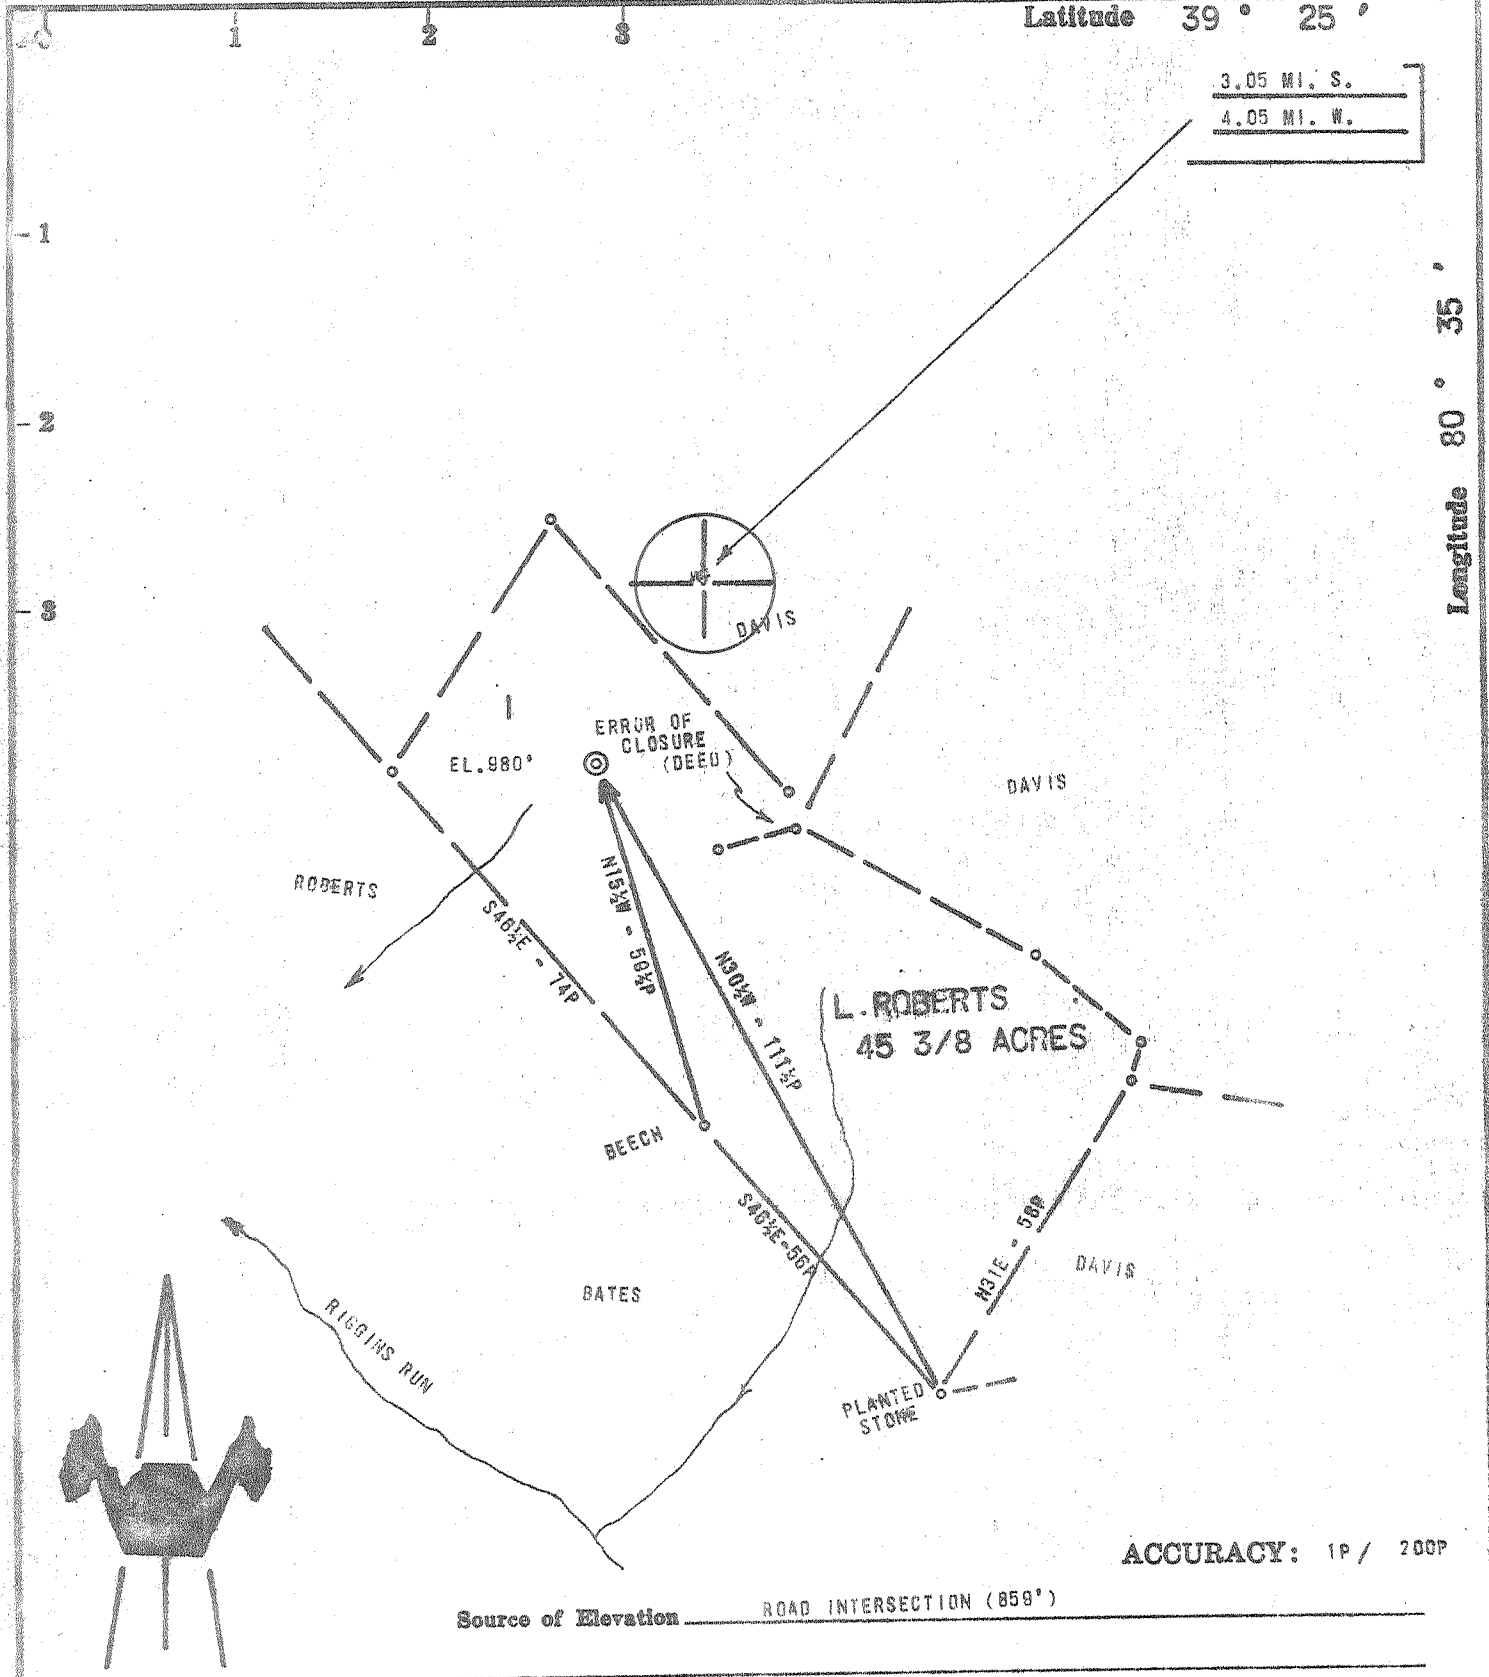 Latitude 39 ° 25 '
1 2 3
3.05 MI. S.
4.05 MI. W.
- 1
- 2
- 3
Longitude 80 ° 35 '
DAVIS
ERROR OF
CLOSURE
(DEED)
EL.980'
DAVIS
ROBERTS
S46½E - 74P
N15½W - 59½P
N30½W - 111½P
L. ROBERTS
45 3/8 ACRES
BEECH
S46½E-56P
N31E - 58P
DAVIS
BATES
RIGGINS RUN
PLANTED
STONE
ACCURACY: 1P / 200P
Source of Elevation ROAD INTERSECTION (859')